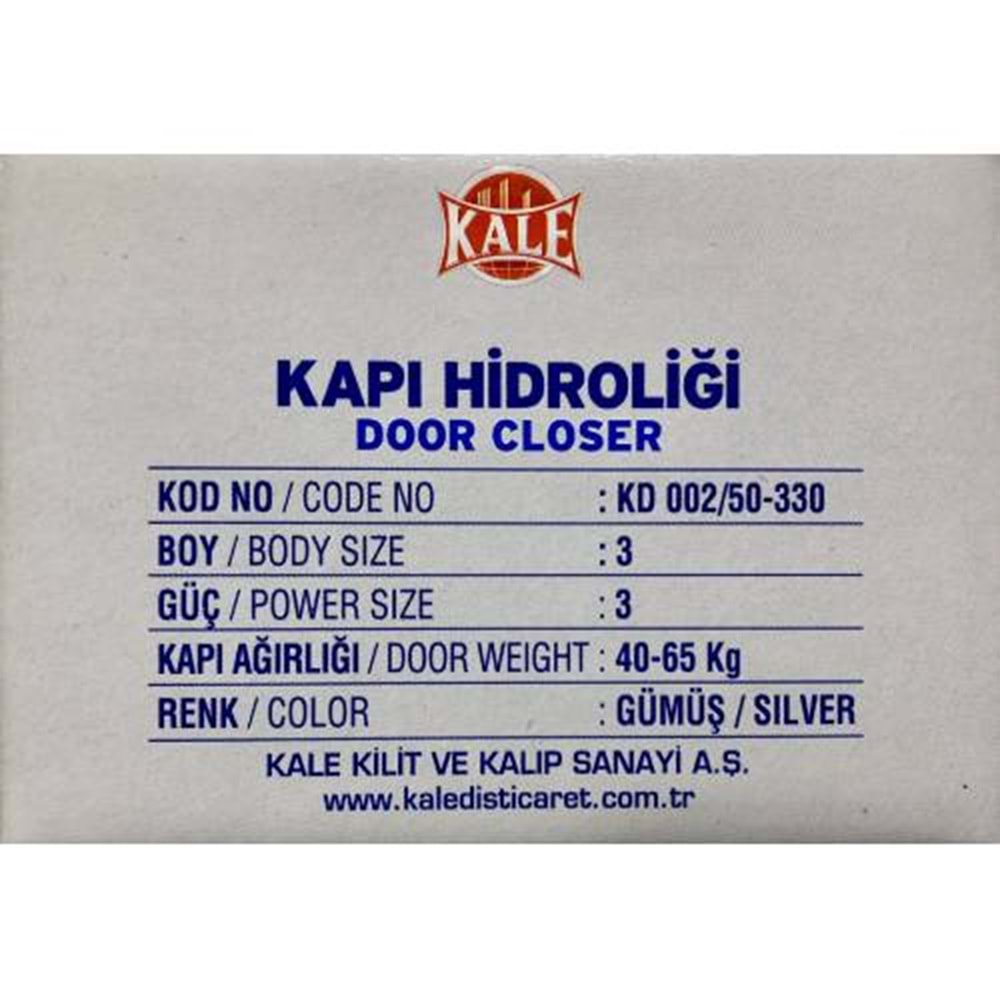 KALE
KAPI HİDROLİĞİ
DOOR CLOSER
KOD NO / CODE NO : KD 002/50-330
BOY / BODY SIZE : 3
GÜÇ / POWER SIZE : 3
KAPI AĞIRLIĞI / DOOR WEIGHT : 40-65 Kg
RENK / COLOR : GÜMÜŞ / SILVER
KALE KİLİT VE KALIP SANAYİ A.Ş.
www.kaledisticaret.com.tr